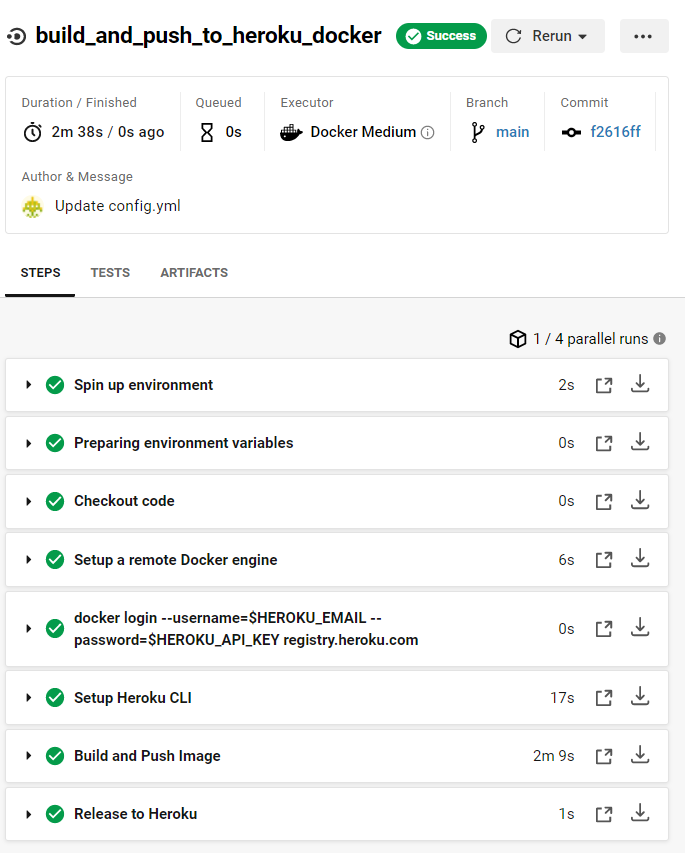 build_and_push_to_heroku_docker Success Rerun
Duration / Finished Queued Executor Branch Commit
2m 38s / 0s ago 0s Docker Medium main f2616ff
Author & Message
Update config.yml
STEPS TESTS ARTIFACTS
1 / 4 parallel runs
Spin up environment 2s
Preparing environment variables 0s
Checkout code 0s
Setup a remote Docker engine 6s
docker login --username=$HEROKU_EMAIL --
password=$HEROKU_API_KEY registry.heroku.com 0s
Setup Heroku CLI 17s
Build and Push Image 2m 9s
Release to Heroku 1s